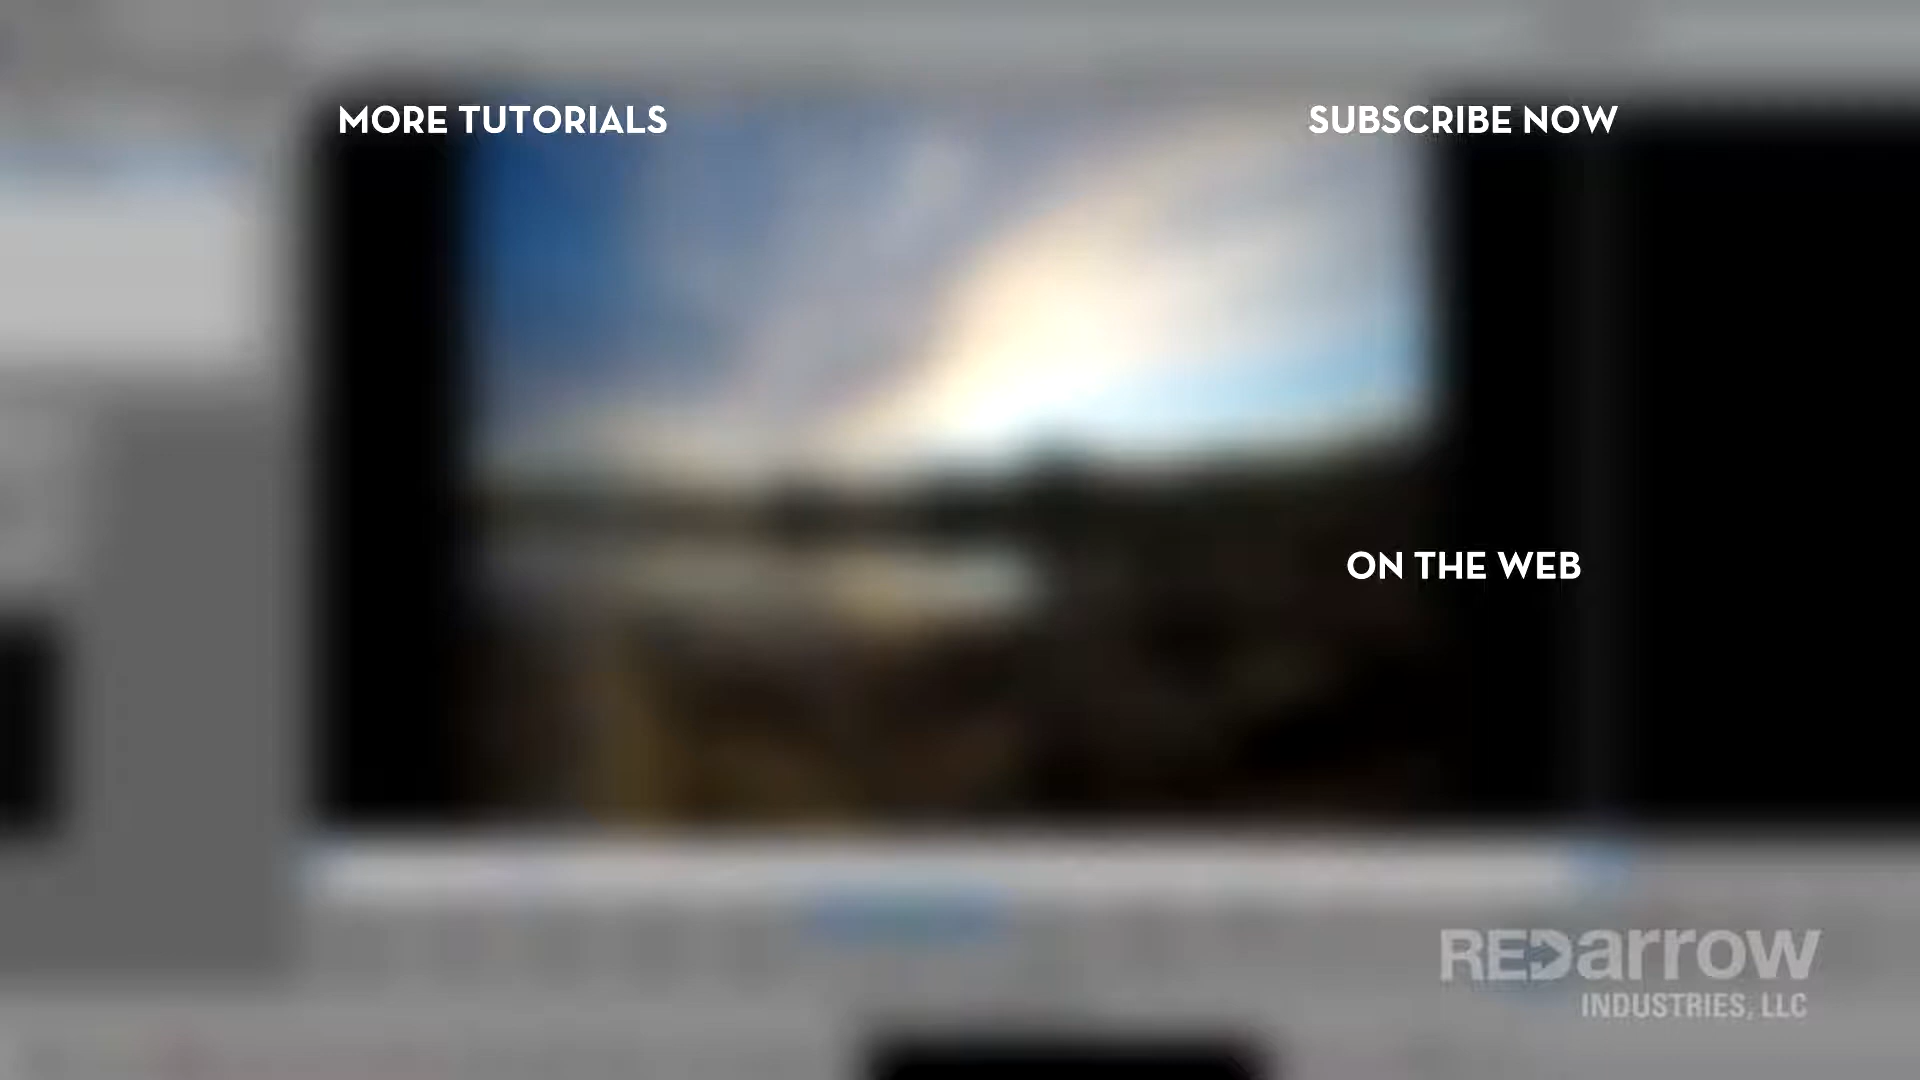 MORE TUTORIALS
SUBSCRIBE NOW
ON THE WEB
REDarrow
INDUSTRIES, LLC